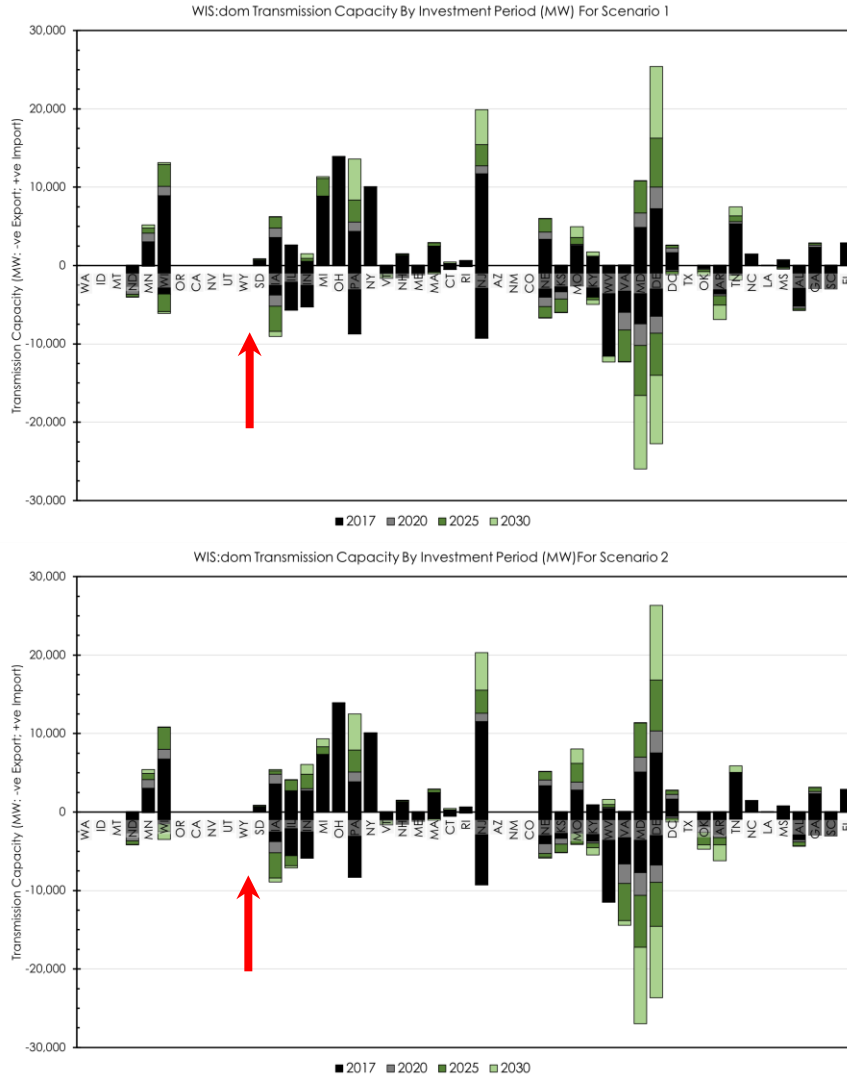 WIS:dom Transmission Capacity By Investment Period (MW) For Scenario 1
Transmission Capacity (MW: -ve Export; +ve Import)
30,000
20,000
10,000
0
-10,000
-20,000
-30,000
WA ID MT ND MN WI OR CA NV UT WY SD IA IL IN MI OH PA NY VT NH ME MA CT RI NJ AZ NM CO NE KS MO KY WV VA MD DE DC TX OK AR TN NC LA MS AL GA SC FL
2017 2020 2025 2030
WIS:dom Transmission Capacity By Investment Period (MW)For Scenario 2
Transmission Capacity (MW: -ve Export; +ve Import)
30,000
20,000
10,000
0
-10,000
-20,000
-30,000
WA ID MT ND MN WI OR CA NV UT WY SD IA IL IN MI OH PA NY VT NH ME MA CT RI NJ AZ NM CO NE KS MO KY WV VA MD DE DC TX OK AR TN NC LA MS AL GA SC FL
2017 2020 2025 2030